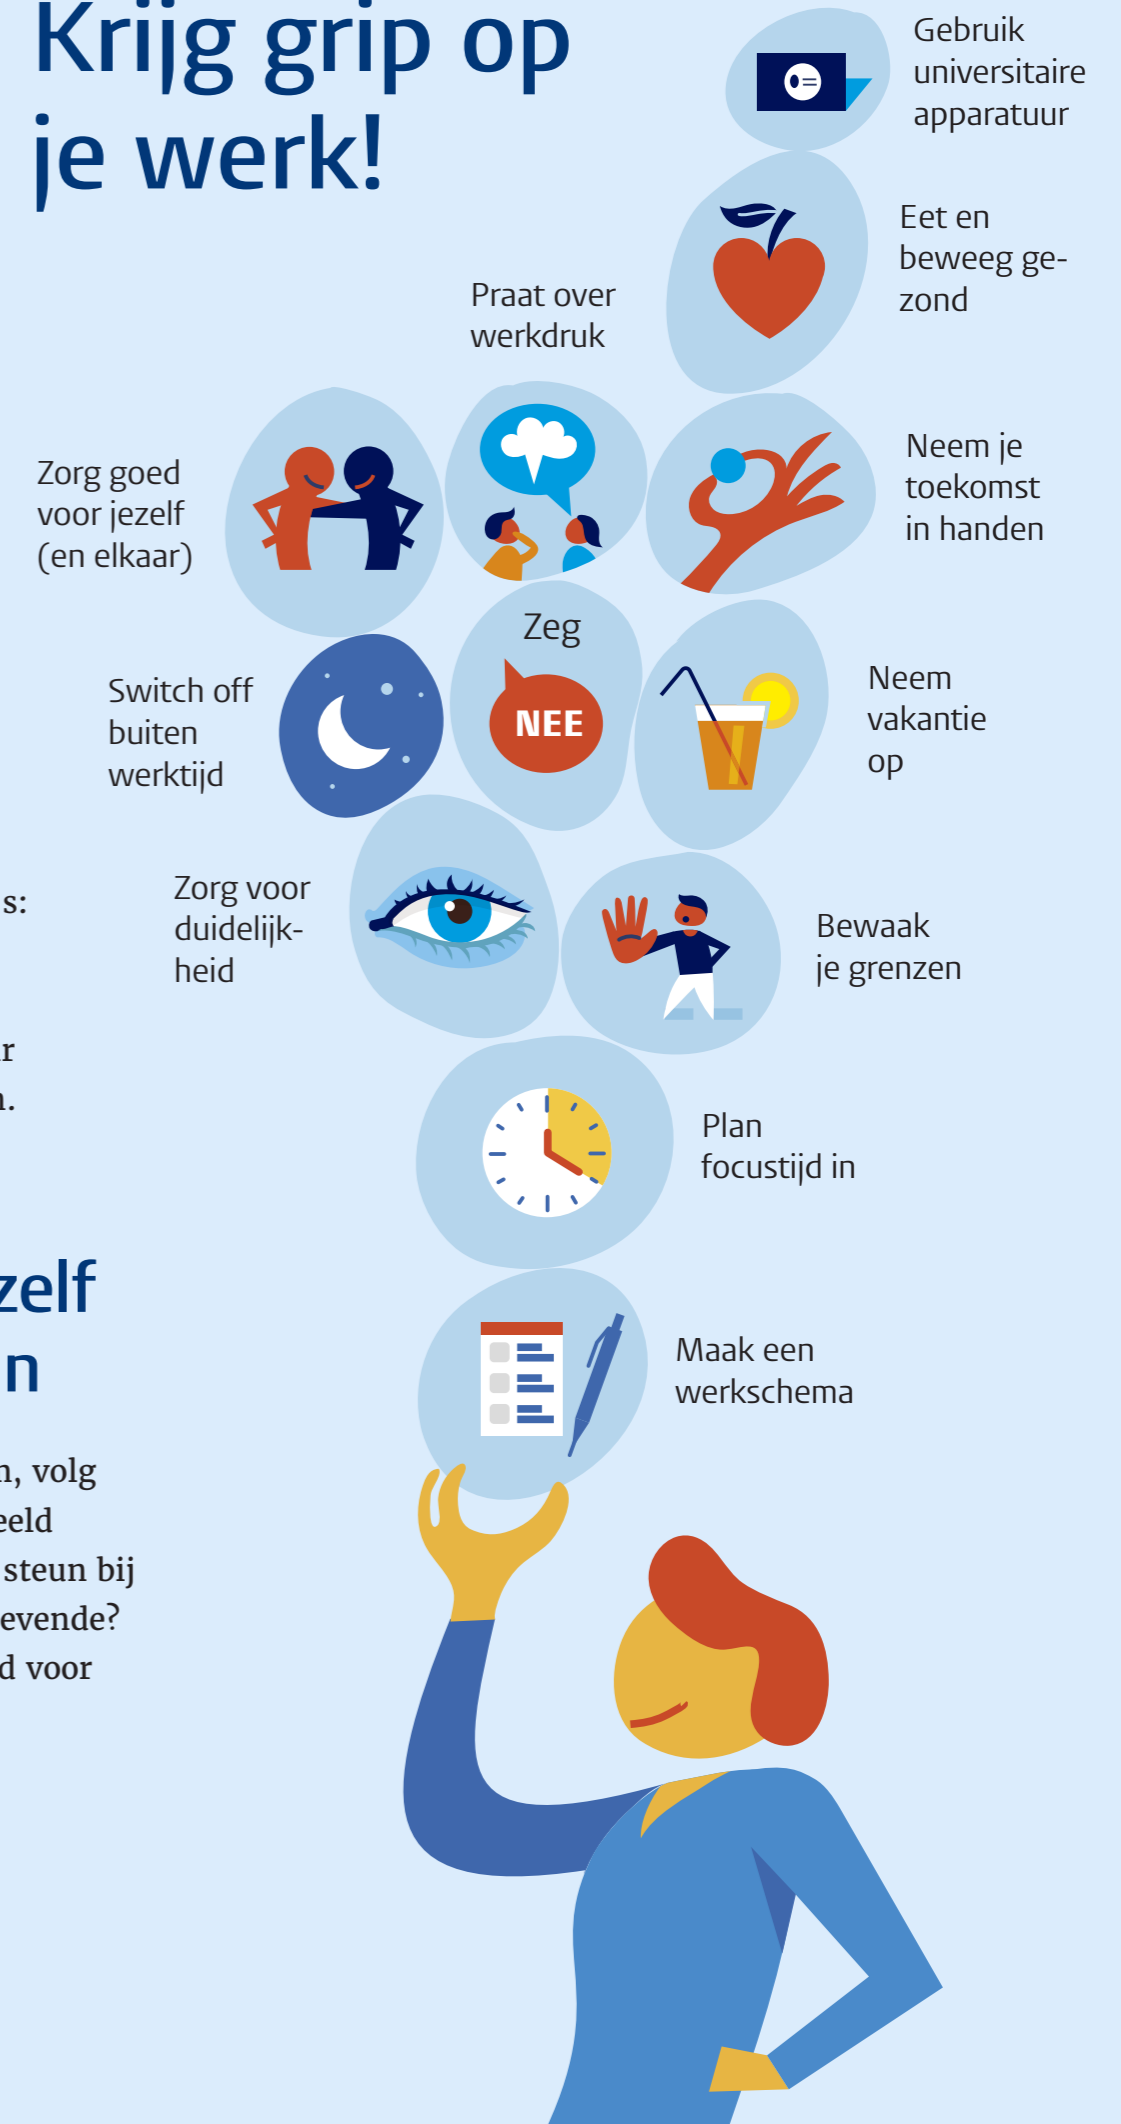 Krijg grip op
je werk!
Gebruik
universitaire
apparatuur
Eet en
beweeg ge-
zond
Praat over
werkdruk
Neem je
toekomst
in handen
Zorg goed
voor jezelf
(en elkaar)
Zeg
NEE
Switch off
buiten
werktijd
Neem
vakantie
op
Zorg voor
duidelijk-
heid
Bewaak
je grenzen
Plan
focustijd in
Maak een
werkschema
s:
r
.
zelf
n
n, volg
eeld
steun bij
evende?
d voor